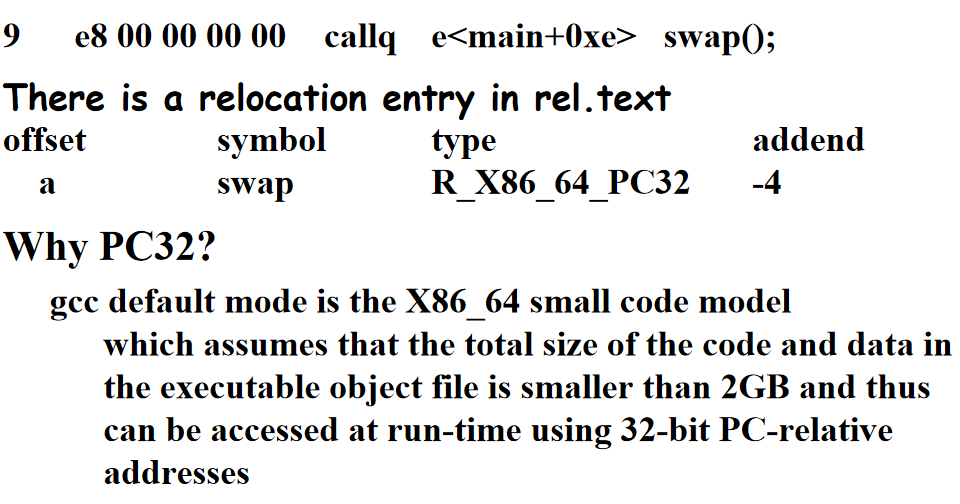 9 e8 00 00 00 00 callq e<main+0xe> swap();
There is a relocation entry in rel.text
offset symbol type addend
a swap R_X86_64_PC32 -4
Why PC32?
gcc default mode is the X86_64 small code model
which assumes that the total size of the code and data in
the executable object file is smaller than 2GB and thus
can be accessed at run-time using 32-bit PC-relative
addresses